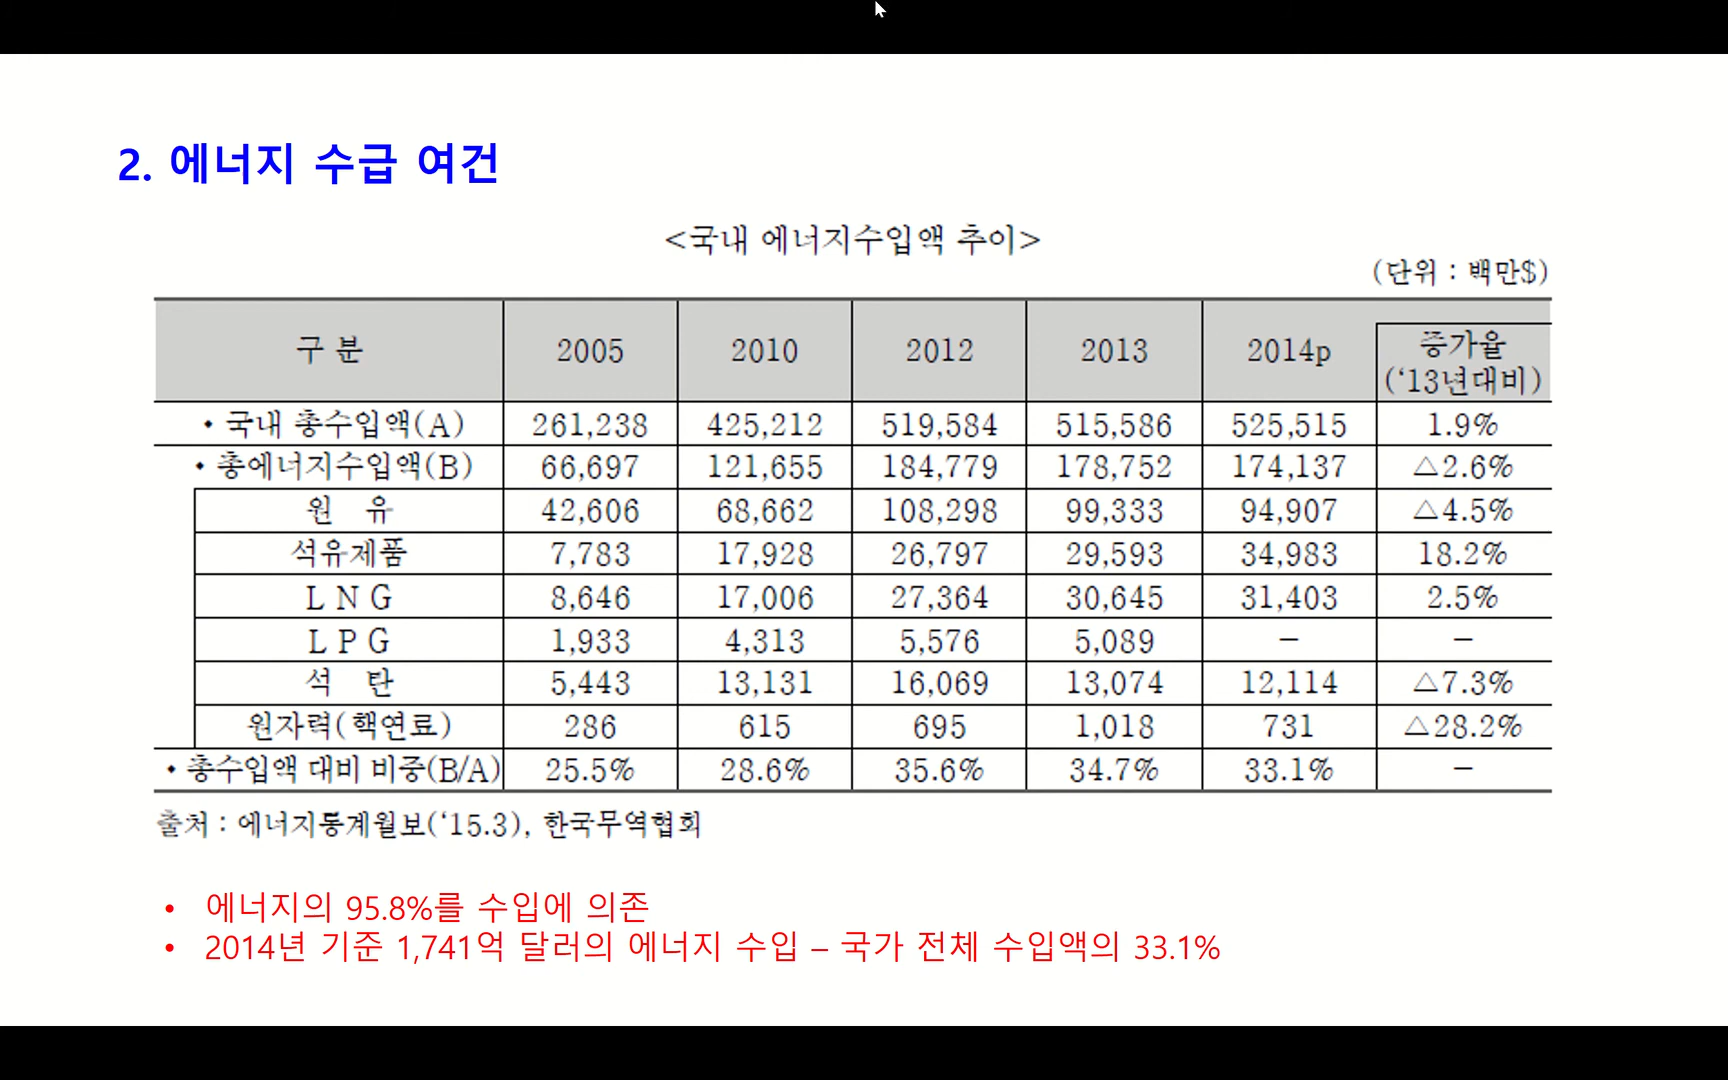 2. 에너지 수급 여건
<국내 에너지수입액 추이>
(단위 : 백만$)
구 분 2005 2010 2012 2013 2014p 증가율 (‘13년대비)
• 국내 총수입액(A) 261,238 425,212 519,584 515,586 525,515 1.9%
• 총에너지수입액(B) 66,697 121,655 184,779 178,752 174,137 △2.6%
원 유 42,606 68,662 108,298 99,333 94,907 △4.5%
석유제품 7,783 17,928 26,797 29,593 34,983 18.2%
L N G 8,646 17,006 27,364 30,645 31,403 2.5%
L P G 1,933 4,313 5,576 5,089 − −
석 탄 5,443 13,131 16,069 13,074 12,114 △7.3%
원자력(핵연료) 286 615 695 1,018 731 △28.2%
• 총수입액 대비 비중(B/A) 25.5% 28.6% 35.6% 34.7% 33.1% −
출처 : 에너지통계월보(‘15.3), 한국무역협회
• 에너지의 95.8%를 수입에 의존
• 2014년 기준 1,741억 달러의 에너지 수입 – 국가 전체 수입액의 33.1%